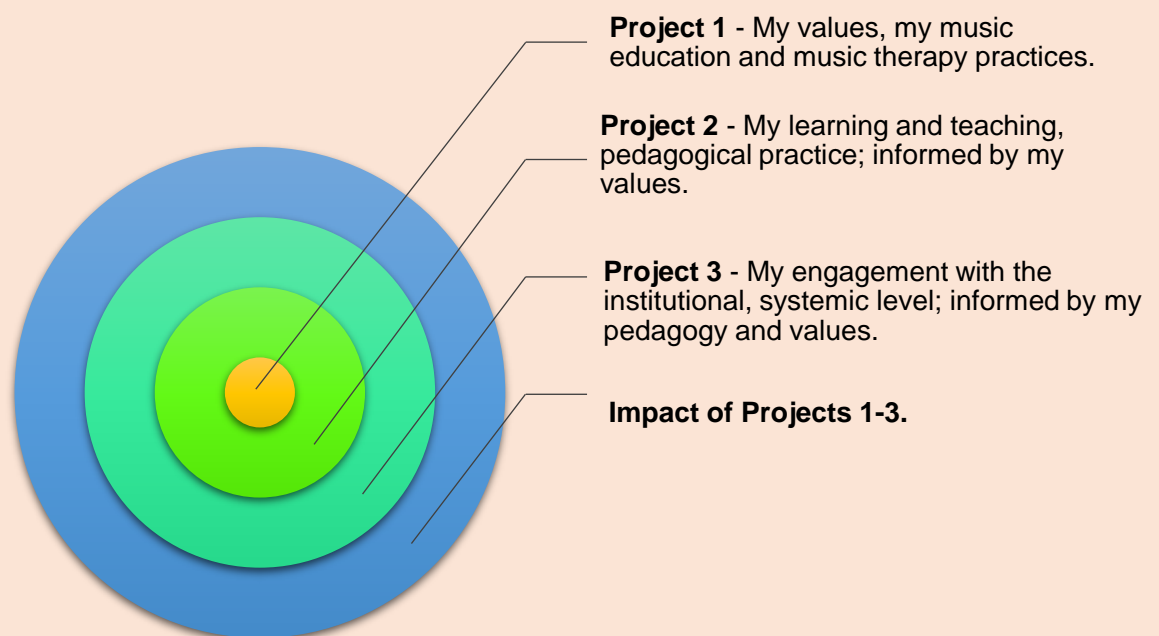 Project 1 - My values, my music
education and music therapy practices.
Project 2 - My learning and teaching,
pedagogical practice; informed by my
values.
Project 3 - My engagement with the
institutional, systemic level; informed by my
pedagogy and values.
Impact of Projects 1-3.